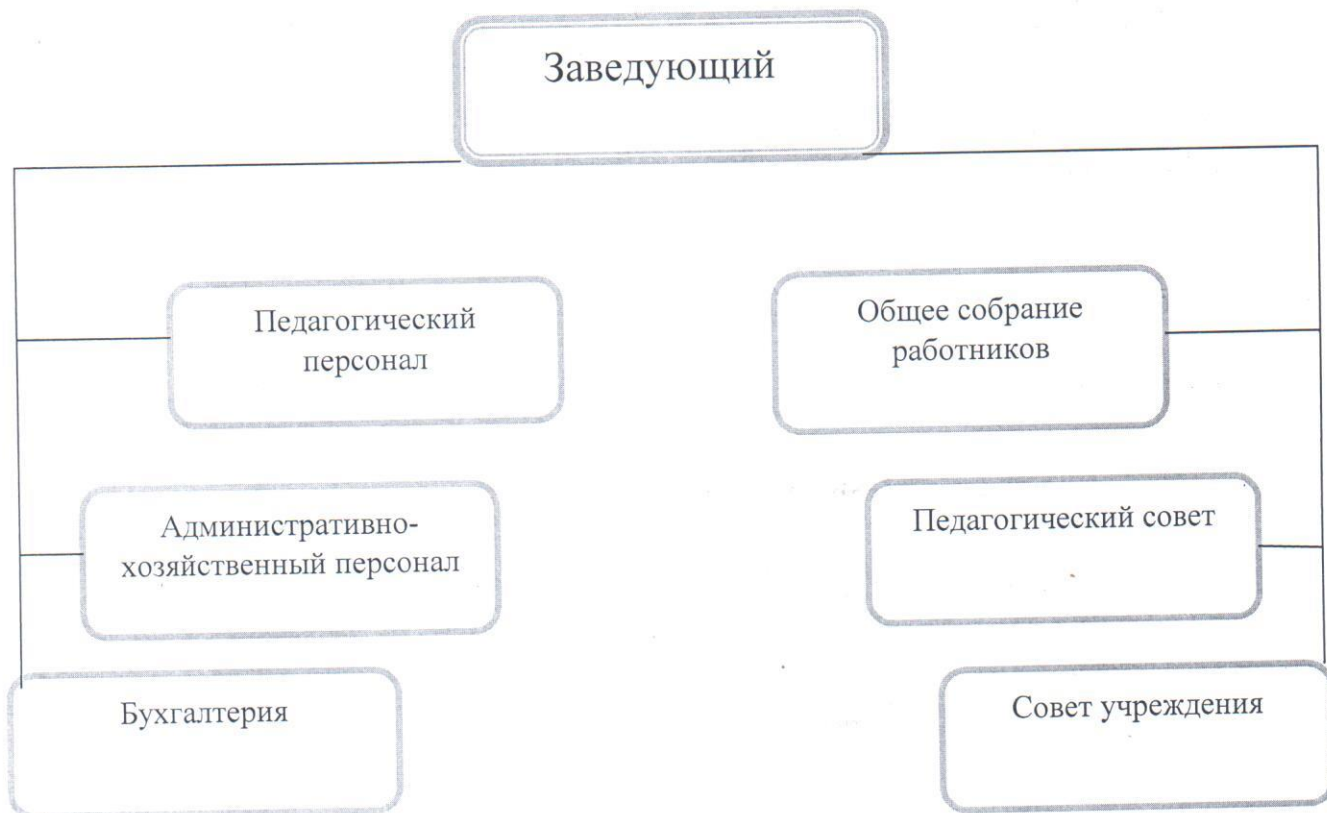 Заведующий
Педагогический
персонал
Общее собрание
работников
Административно-
хозяйственный персонал
Педагогический совет
Бухгалтерия
Совет учреждения